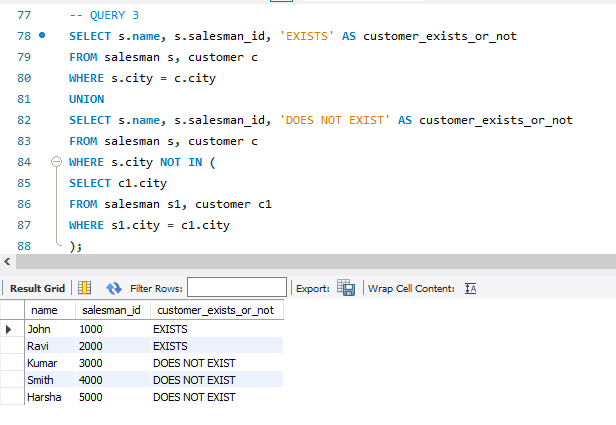 77 -- QUERY 3
78 SELECT s.name, s.salesman_id, 'EXISTS' AS customer_exists_or_not
79 FROM salesman s, customer c
80 WHERE s.city = c.city
81 UNION
82 SELECT s.name, s.salesman_id, 'DOES NOT EXIST' AS customer_exists_or_not
83 FROM salesman s, customer c
84 WHERE s.city NOT IN (
85 SELECT c1.city
86 FROM salesman s1, customer c1
87 WHERE s1.city = c1.city
88 );
Result Grid Filter Rows: Export: Wrap Cell Content: IA
name salesman_id customer_exists_or_not
John 1000 EXISTS
Ravi 2000 EXISTS
Kumar 3000 DOES NOT EXIST
Smith 4000 DOES NOT EXIST
Harsha 5000 DOES NOT EXIST